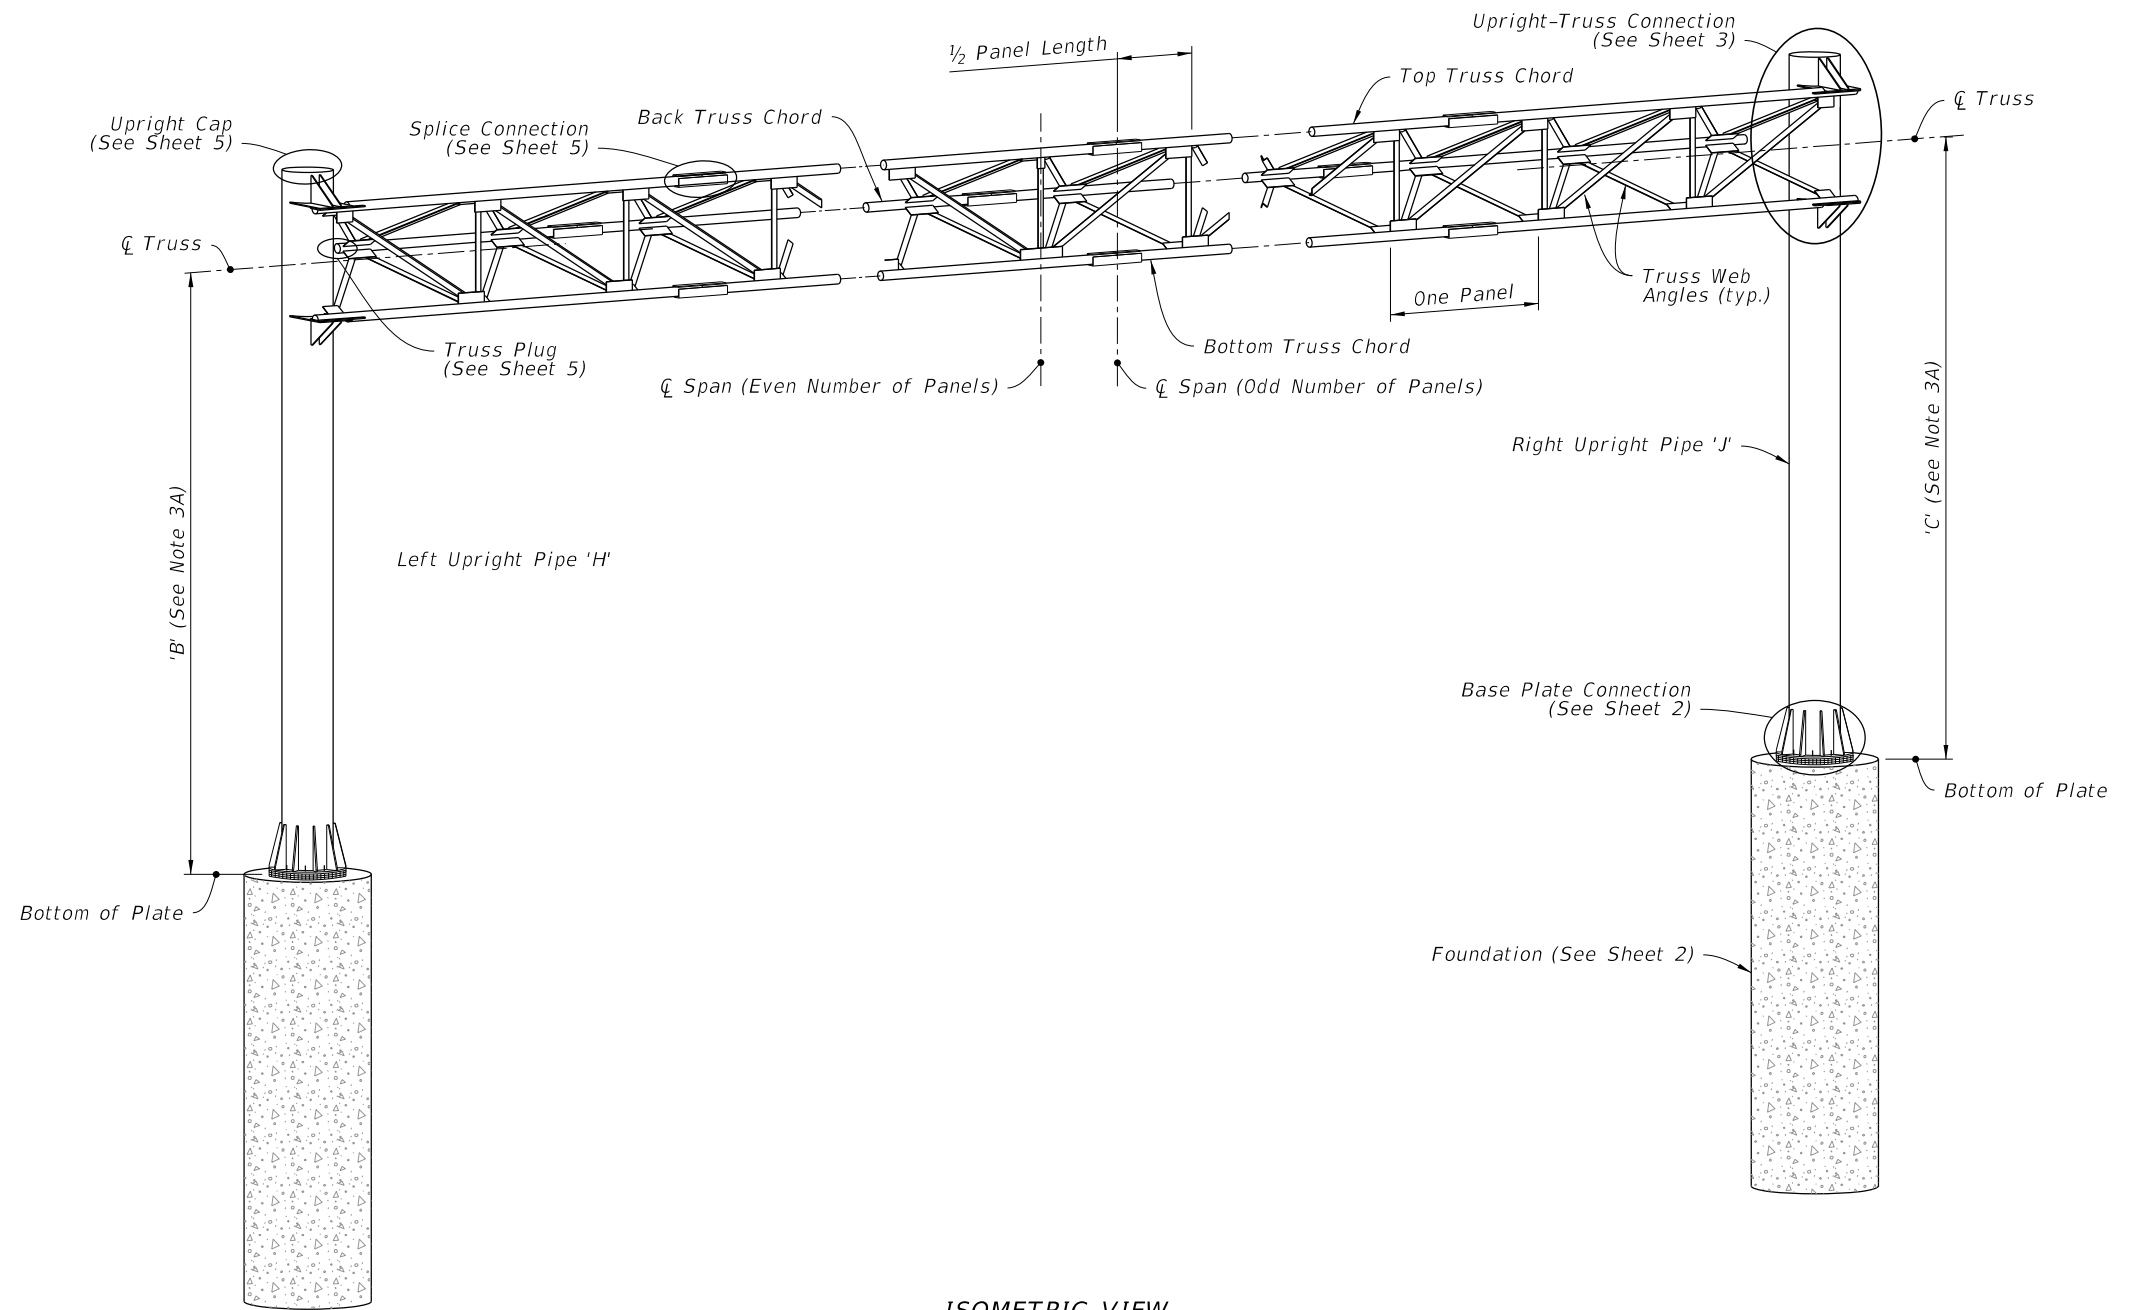 Upright-Truss Connection
(See Sheet 3)
½ Panel Length
Top Truss Chord
℄ Truss
Back Truss Chord
Upright Cap
(See Sheet 5)
Splice Connection
(See Sheet 5)
℄ Truss
Truss Web
Angles (typ.)
One Panel
Bottom Truss Chord
Truss Plug
(See Sheet 5)
℄ Span (Even Number of Panels)
℄ Span (Odd Number of Panels)
'C' (See Note 3A)
Right Upright Pipe 'J'
'B' (See Note 3A)
Left Upright Pipe 'H'
Base Plate Connection
(See Sheet 2)
Bottom of Plate
Bottom of Plate
Foundation (See Sheet 2)
ISOMETRIC VIEW